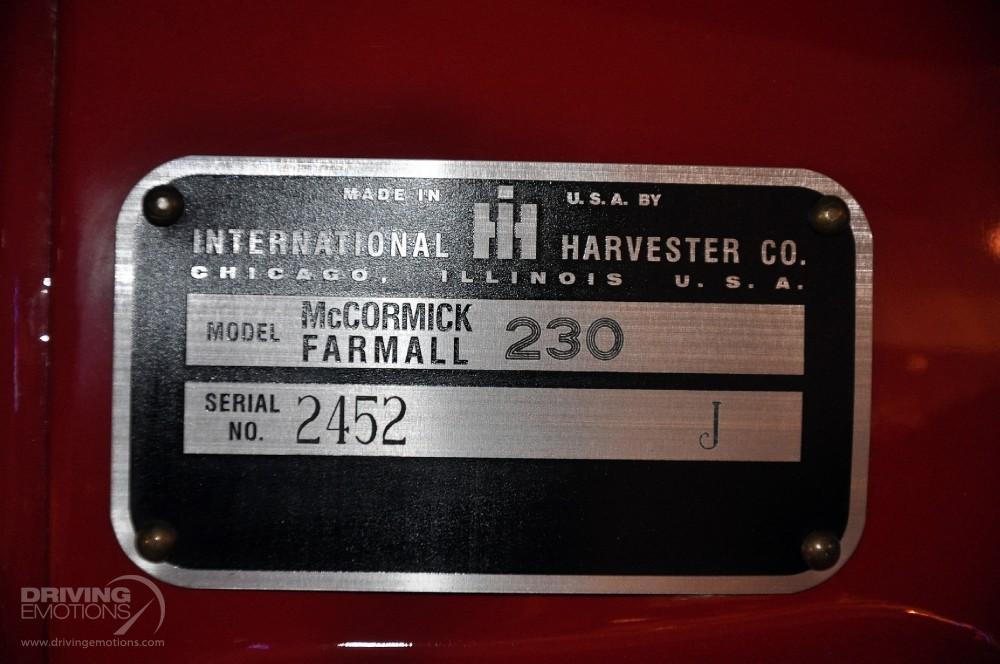 MADE IN IH U.S.A. BY
INTERNATIONAL HARVESTER CO.
CHICAGO, ILLINOIS U. S. A.
MODEL McCORMICK FARMALL 230
SERIAL NO. 2452 J
DRIVING
EMOTIONS
www.drivingemotions.com